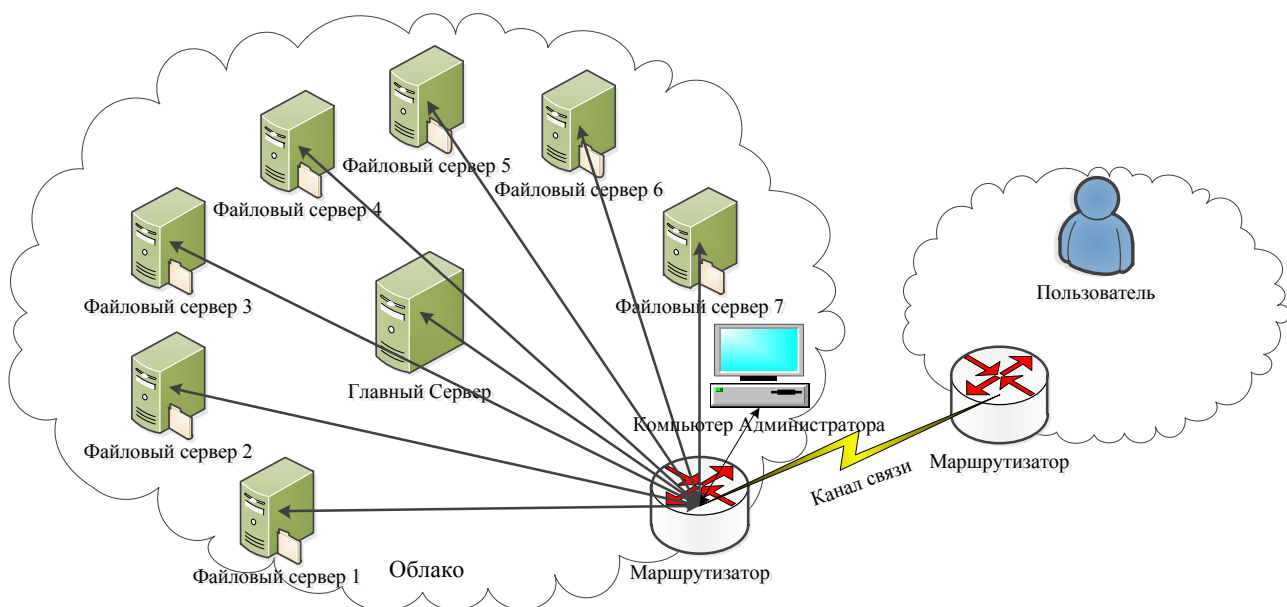 Файловый сервер 5
Файловый сервер 6
Файловый сервер 4
Файловый сервер 3
Файловый сервер 7
Пользователь
Главный Сервер
Компьютер Администратора
Файловый сервер 2
Маршрутизатор
Канал связи
Файловый сервер 1
Облако
Маршрутизатор